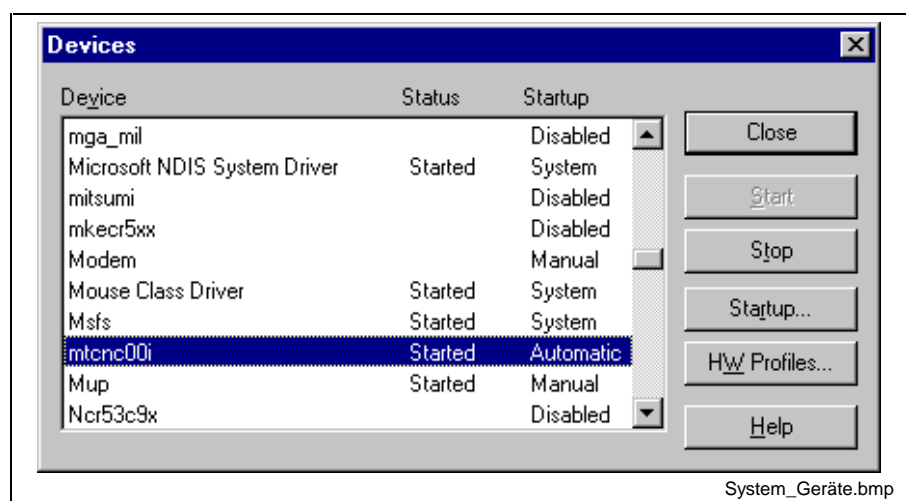 Devices
Device Status Startup
mga_mil Disabled
Microsoft NDIS System Driver Started System
mitsumi Disabled
mkecr5xx Disabled
Modem Manual
Mouse Class Driver Started System
Msfs Started System
mtcnc00i Started Automatic
Mup Started Manual
Ncr53c9x Disabled
Close
Start
Stop
Startup...
HW Profiles...
Help
System_Geräte.bmp